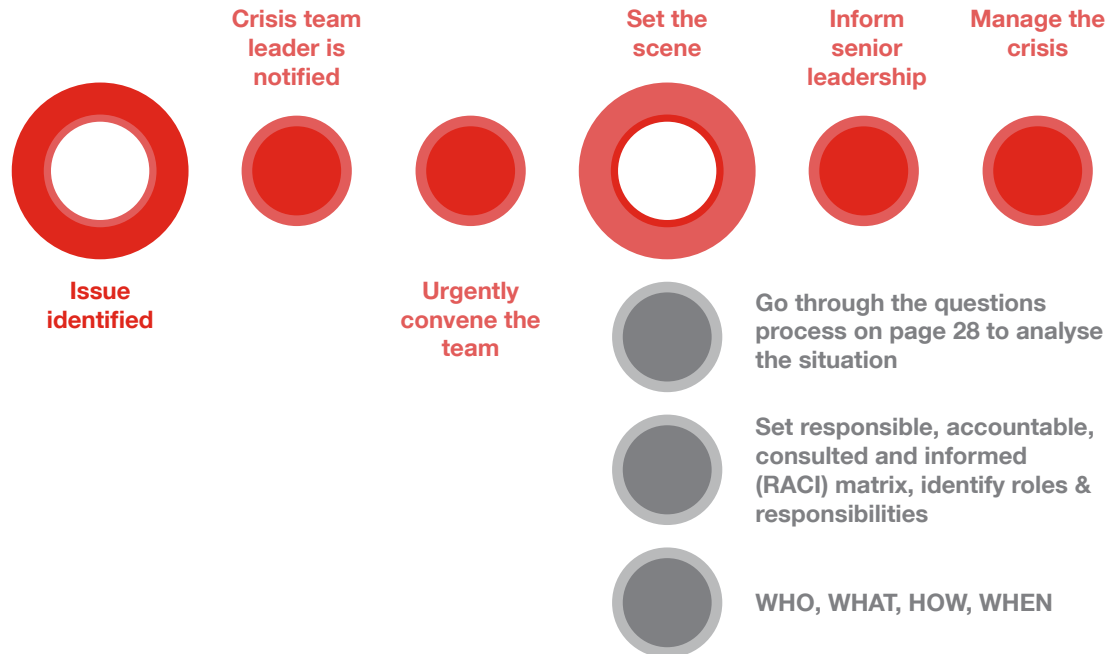 Crisis team
leader is
notified
Set the
scene
Inform
senior
leadership
Manage the
crisis
Issue
identified
Urgently
convene the
team
Go through the questions
process on page 28 to analyse
the situation
Set responsible, accountable,
consulted and informed
(RACI) matrix, identify roles &
responsibilities
WHO, WHAT, HOW, WHEN